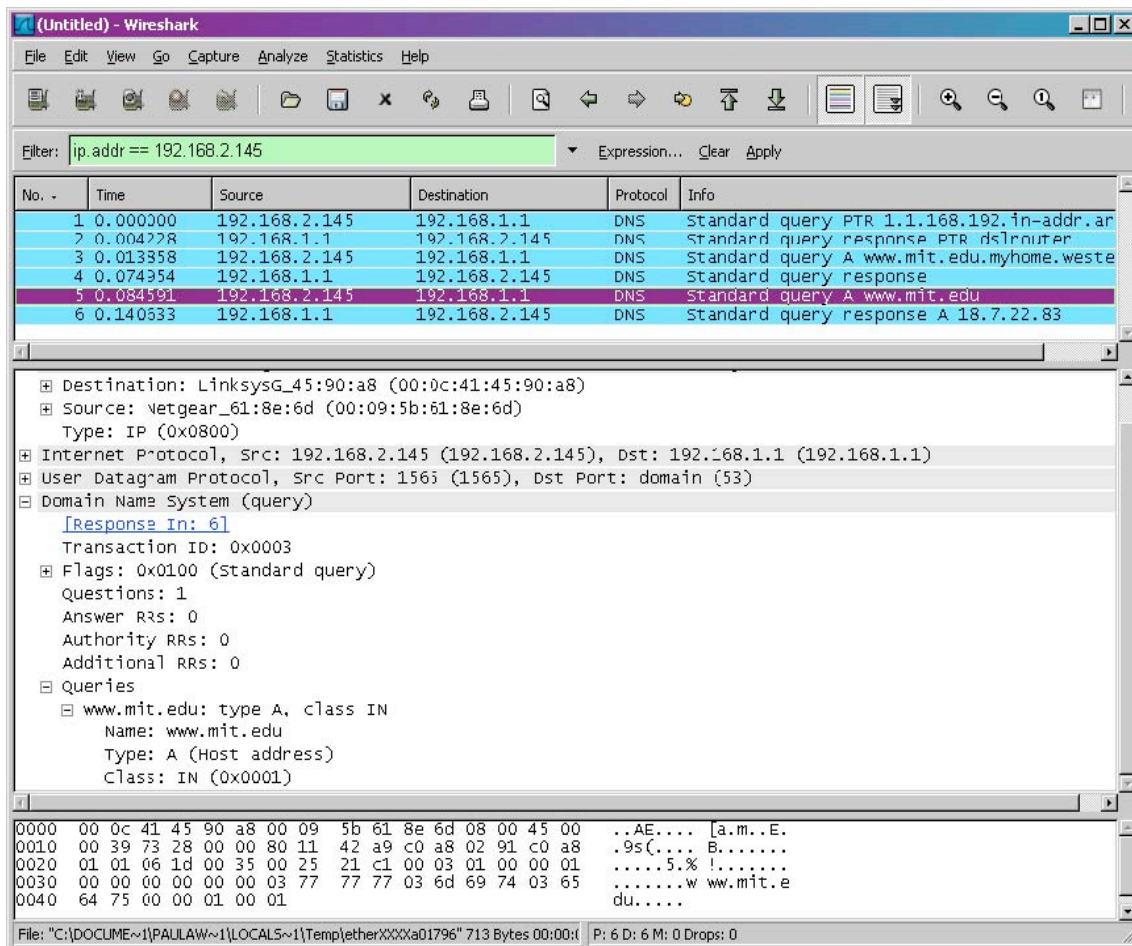 (Untitled) - Wireshark
File Edit View Go Capture Analyze Statistics Help
Filter: ip.addr == 192.168.2.145 Expression... Clear Apply
No. Time Source Destination Protocol Info
1 0.000000 192.168.2.145 192.168.1.1 DNS Standard query PTR 1.1.168.192.in-addr.ar
2 0.004228 192.168.1.1 192.168.2.145 DNS Standard query response PTR dslrouter
3 0.013858 192.168.2.145 192.168.1.1 DNS Standard query A www.mit.edu.myhome.weste
4 0.074954 192.168.1.1 192.168.2.145 DNS Standard query response
5 0.084591 192.168.2.145 192.168.1.1 DNS Standard query A www.mit.edu
6 0.140633 192.168.1.1 192.168.2.145 DNS Standard query response A 18.7.22.83
Destination: LinksysG_45:90:a8 (00:0c:41:45:90:a8)
Source: Netgear_61:8e:6d (00:09:5b:61:8e:6d)
Type: IP (0x0800)
Internet Protocol, Src: 192.168.2.145 (192.168.2.145), Dst: 192.168.1.1 (192.168.1.1)
User Datagram Protocol, Src Port: 1565 (1565), Dst Port: domain (53)
Domain Name System (query)
[Response In: 6]
Transaction ID: 0x0003
Flags: 0x0100 (Standard query)
Questions: 1
Answer RRs: 0
Authority RRs: 0
Additional RRs: 0
Queries
www.mit.edu: type A, class IN
Name: www.mit.edu
Type: A (Host address)
Class: IN (0x0001)
0000 00 0c 41 45 90 a8 00 09 5b 61 8e 6d 08 00 45 00 ..AE.... [a.m..E.
0010 00 39 73 28 00 00 80 11 42 a9 c0 a8 02 91 c0 a8 .9s(.... B.......
0020 01 01 06 1d 00 35 00 25 21 c1 00 03 01 00 00 01 .....5.% !.......
0030 00 00 00 00 00 00 03 77 77 77 03 6d 69 74 03 65 .......w ww.mit.e
0040 64 75 00 00 01 00 01 du.....
File: "C:\DOCUME~1\PAULAW~1\LOCALS~1\Temp\etherXXXXa01796" 713 Bytes 00:00:( P: 6 D: 6 M: 0 Drops: 0